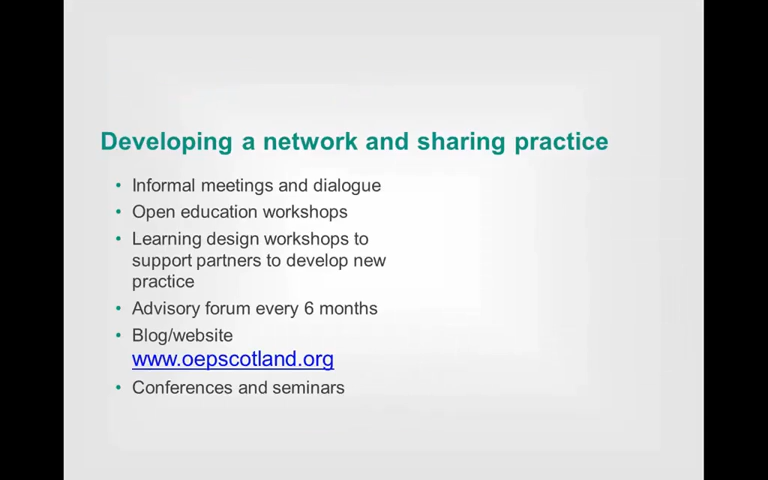 Developing a network and sharing practice
• Informal meetings and dialogue
• Open education workshops
• Learning design workshops to
support partners to develop new
practice
• Advisory forum every 6 months
• Blog/website
www.oepscotland.org
• Conferences and seminars